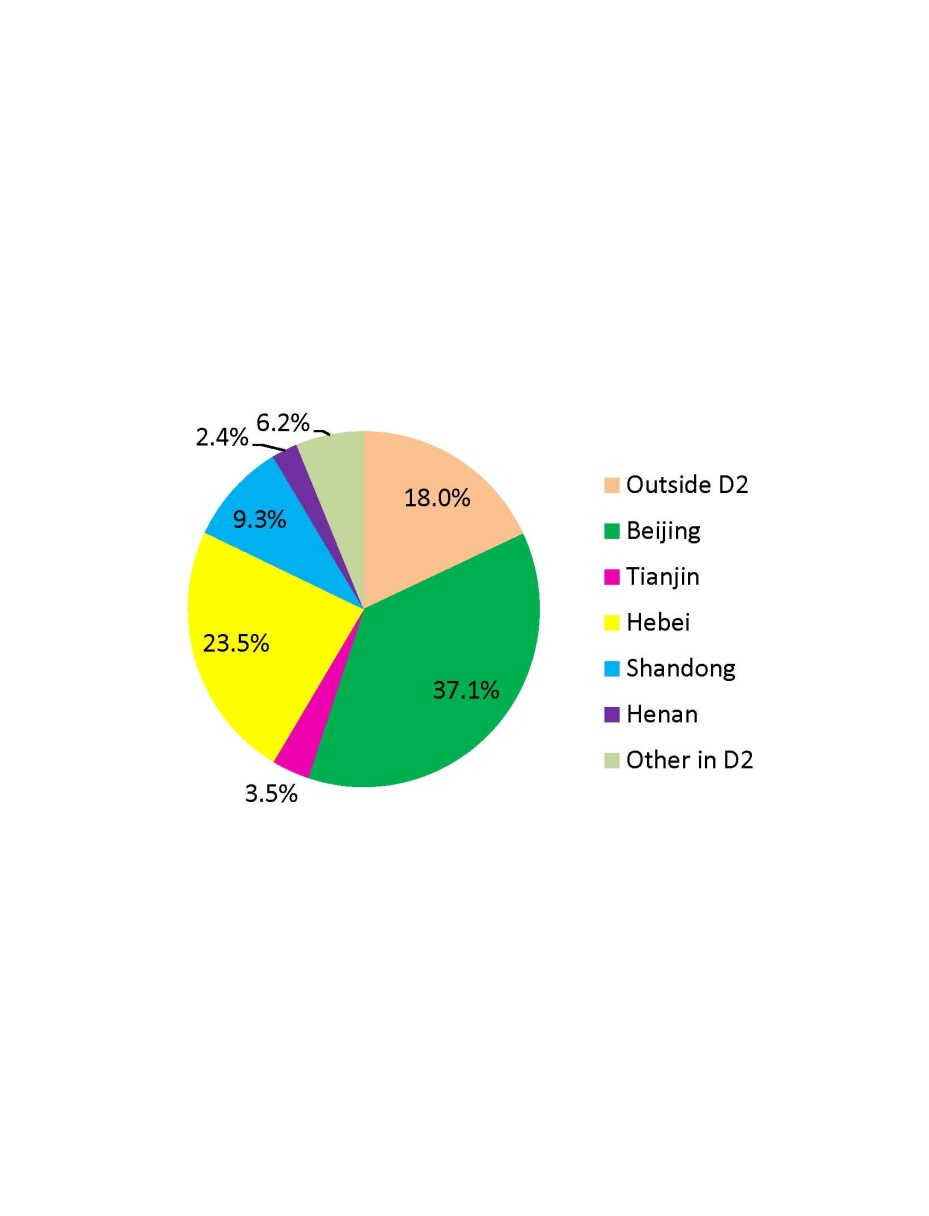 6.2%
2.4%
18.0%
9.3%
23.5%
37.1%
3.5%
Outside D2
Beijing
Tianjin
Hebei
Shandong
Henan
Other in D2